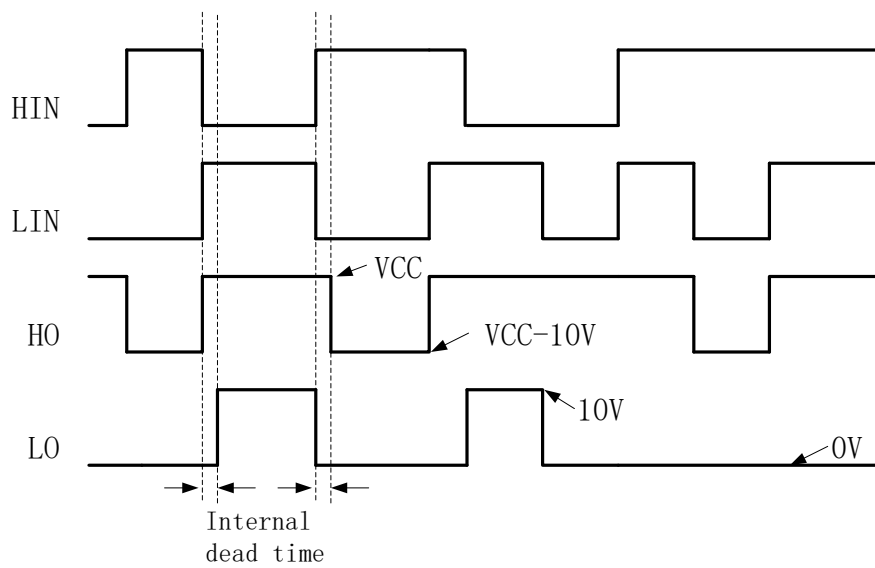 HIN
LIN
VCC
HO
VCC-10V
10V
LO
0V
Internal
dead time